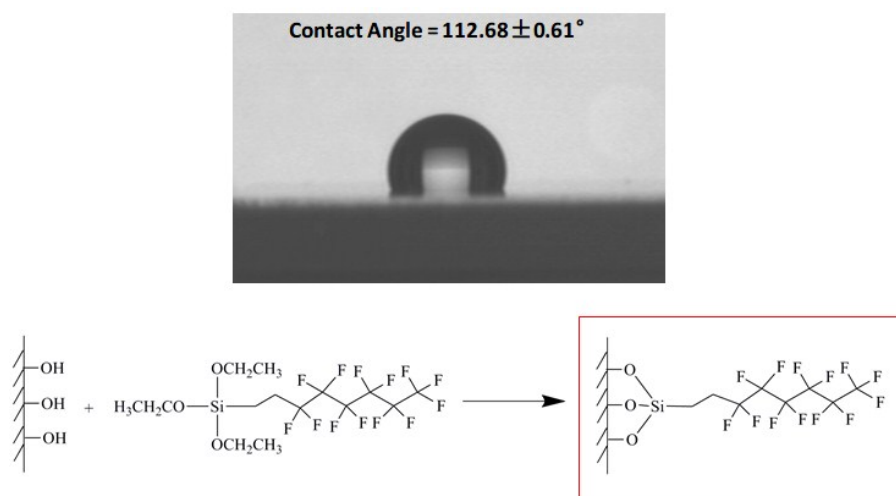 Contact Angle = 112.68±0.61°
OH
OH
OH
+
OCH₂CH₃
H₃CH₂CO
Si
OCH₂CH₃
F F F F F F F
F F F F F F
O
O
O
Si
F F F F F F F
F F F F F F